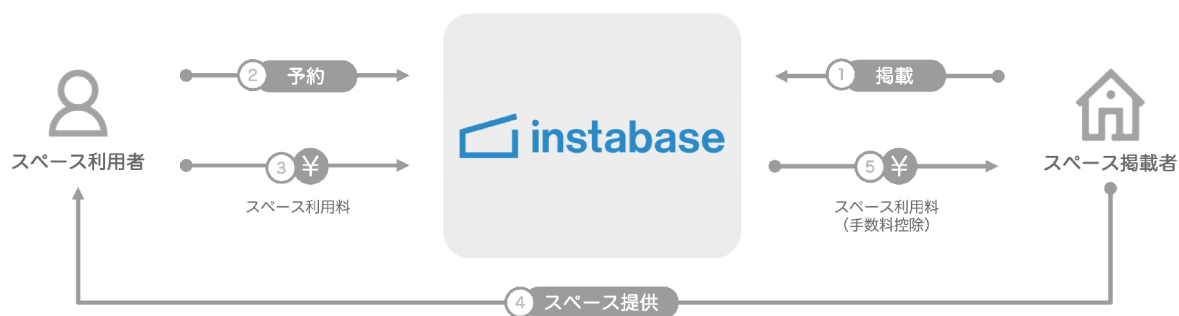 ② 予約
① 掲載
instabase
スペース利用者
③ ¥
⑤ ¥
スペース掲載者
スペース利用料
スペース利用料
（手数料控除）
④ スペース提供